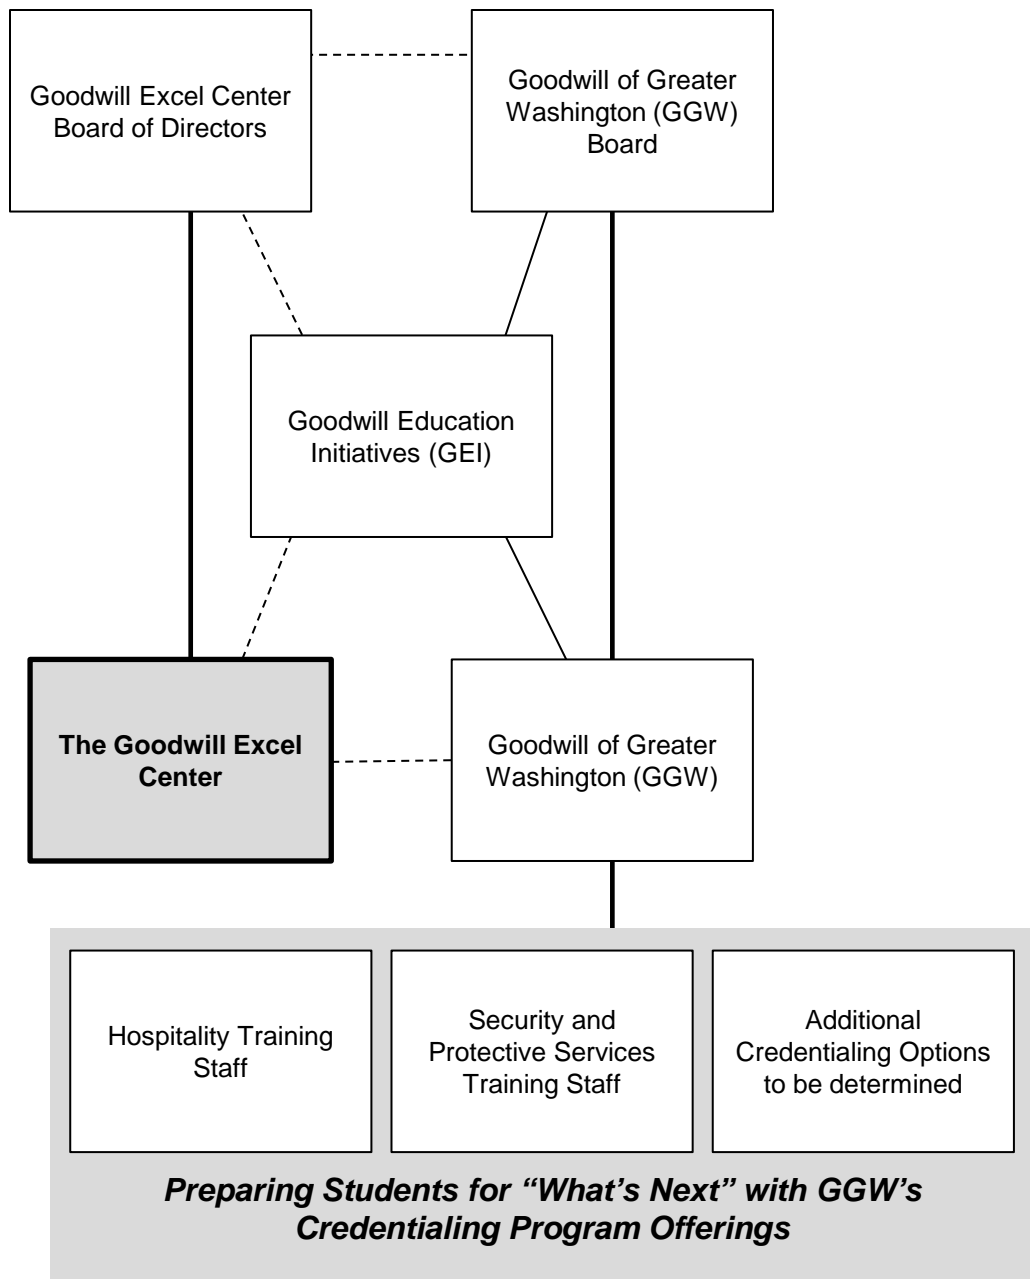 Goodwill Excel Center
Board of Directors
Goodwill of Greater
Washington (GGW)
Board
Goodwill Education
Initiatives (GEI)
The Goodwill Excel
Center
Goodwill of Greater
Washington (GGW)
Hospitality Training
Staff
Security and
Protective Services
Training Staff
Additional
Credentialing Options
to be determined
Preparing Students for “What’s Next” with GGW’s
Credentialing Program Offerings